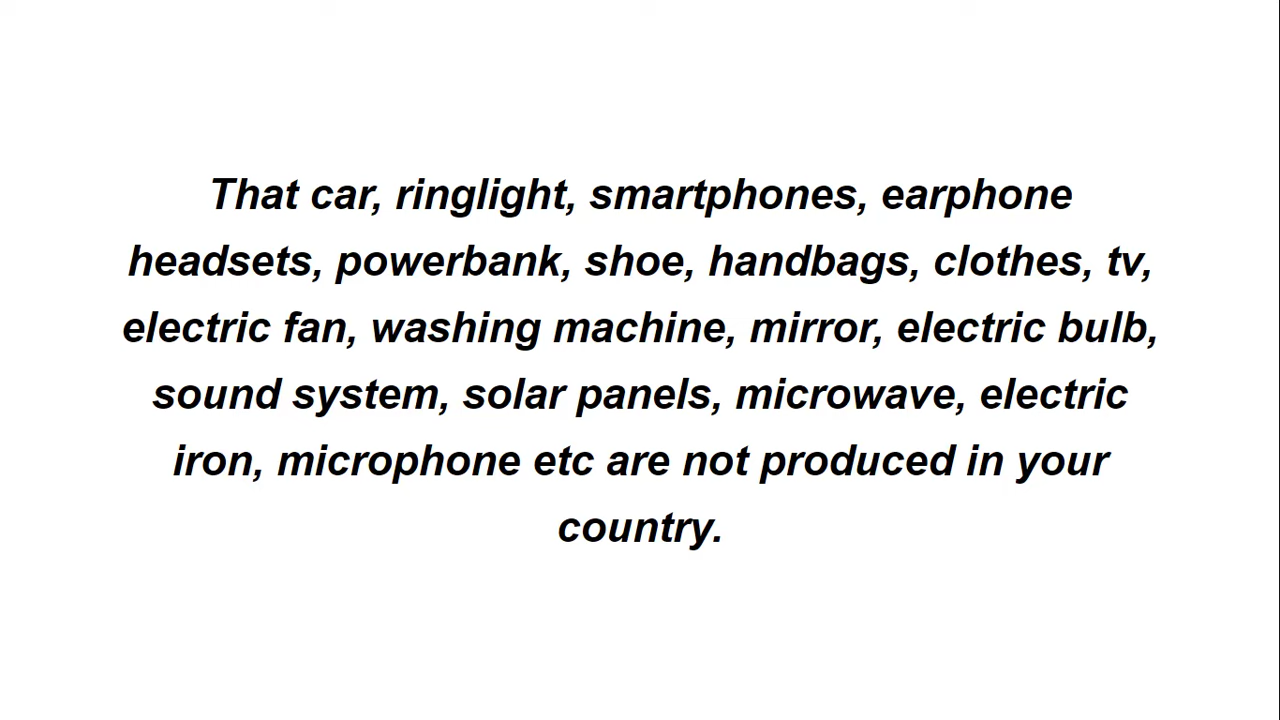 That car, ringlight, smartphones, earphone
headsets, powerbank, shoe, handbags, clothes, tv,
electric fan, washing machine, mirror, electric bulb,
sound system, solar panels, microwave, electric
iron, microphone etc are not produced in your
country.